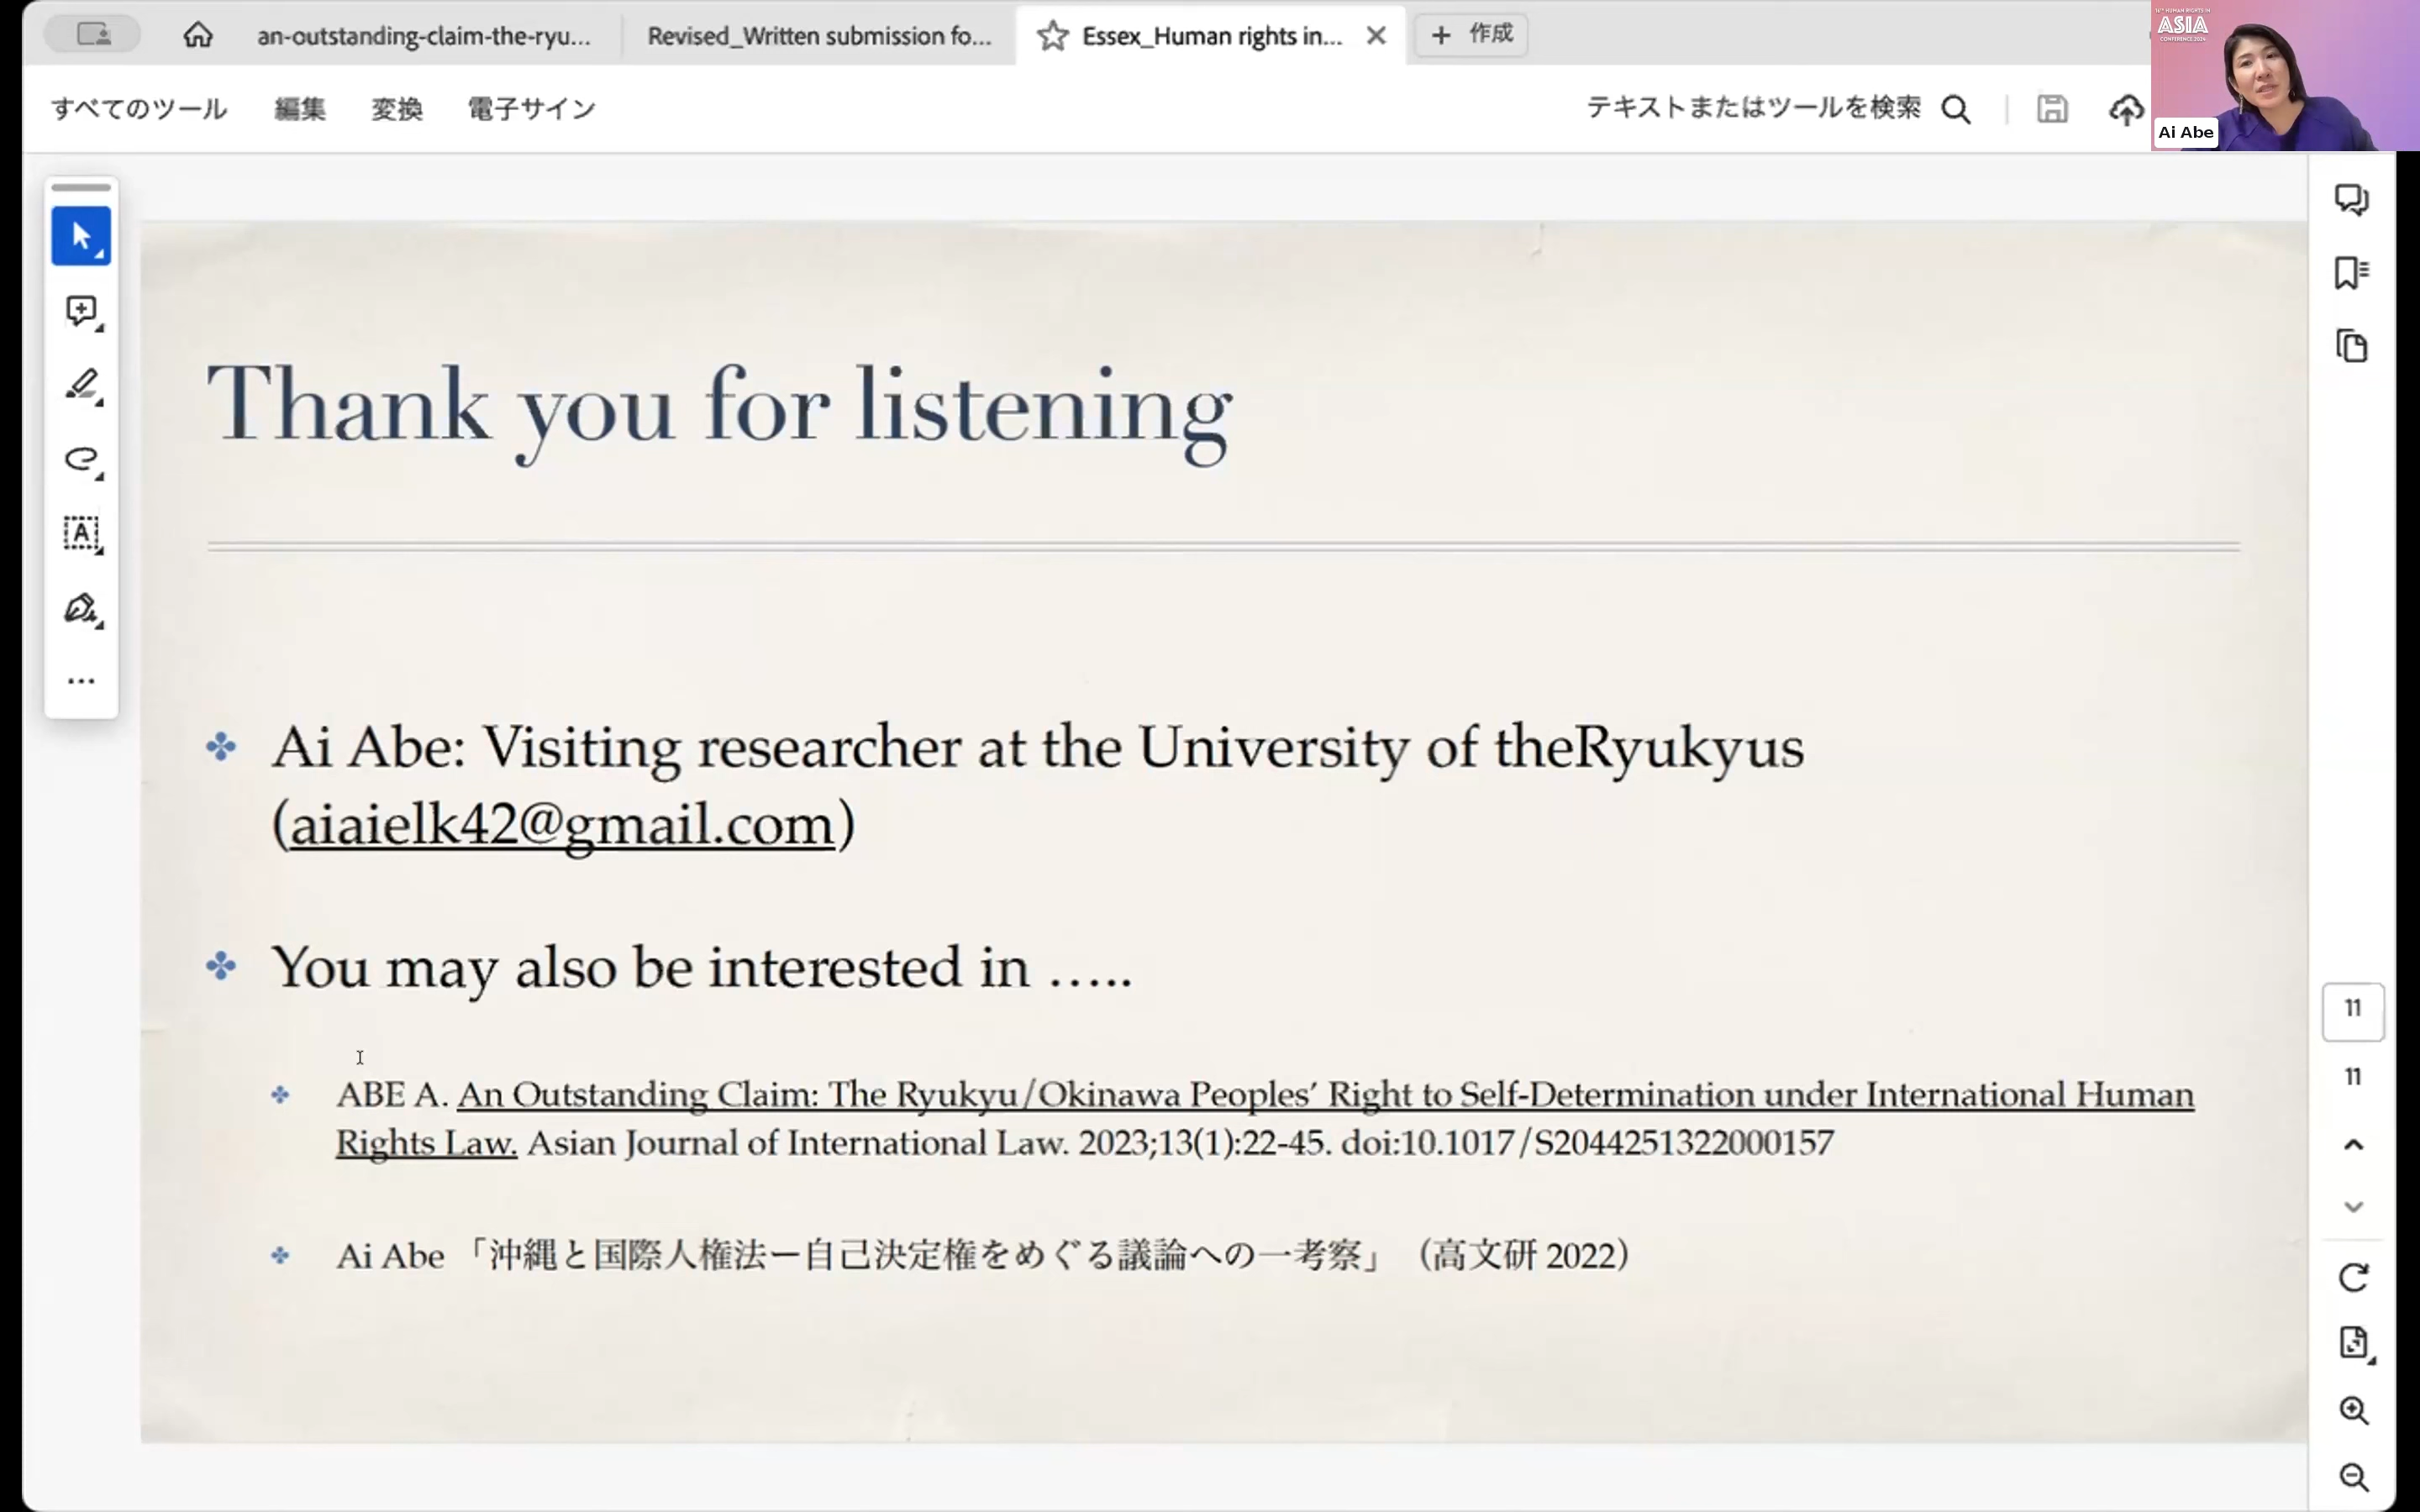 an-outstanding-claim-the-ryu...
Revised_Written submission fo...
Essex_Human rights in...
作成
すべてのツール
編集
変換
電子サイン
テキストまたはツールを検索
ASIA
CONFERENCE 2024
Ai Abe
Thank you for listening
Ai Abe: Visiting researcher at the University of theRyukyus
(aiaielk42@gmail.com)
You may also be interested in …..
ABE A. An Outstanding Claim: The Ryukyu/Okinawa Peoples’ Right to Self-Determination under International Human
Rights Law. Asian Journal of International Law. 2023;13(1):22-45. doi:10.1017/S2044251322000157
Ai Abe 「沖縄と国際人権法ー自己決定権をめぐる議論への一考察」（高文研 2022）
11
11